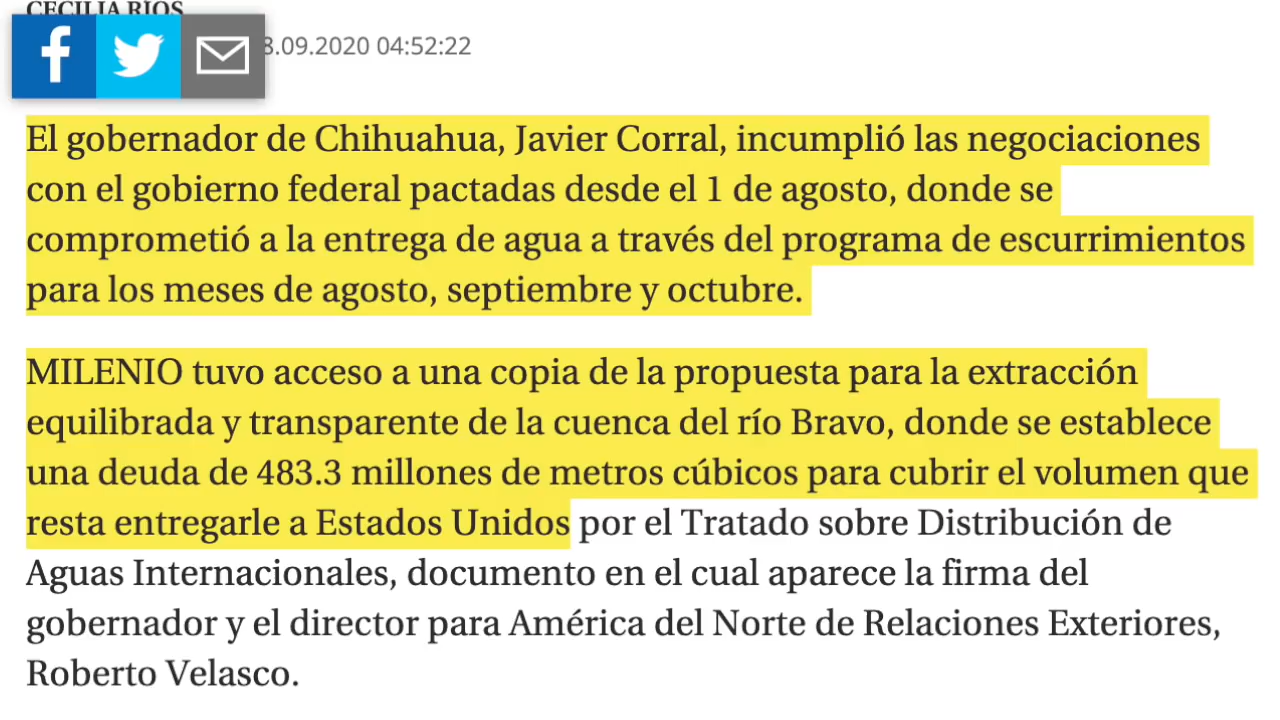 CECILIA RÍOS
8.09.2020 04:52:22
El gobernador de Chihuahua, Javier Corral, incumplió las negociaciones
con el gobierno federal pactadas desde el 1 de agosto, donde se
comprometió a la entrega de agua a través del programa de escurrimientos
para los meses de agosto, septiembre y octubre.
MILENIO tuvo acceso a una copia de la propuesta para la extracción
equilibrada y transparente de la cuenca del río Bravo, donde se establece
una deuda de 483.3 millones de metros cúbicos para cubrir el volumen que
resta entregarle a Estados Unidos por el Tratado sobre Distribución de
Aguas Internacionales, documento en el cual aparece la firma del
gobernador y el director para América del Norte de Relaciones Exteriores,
Roberto Velasco.